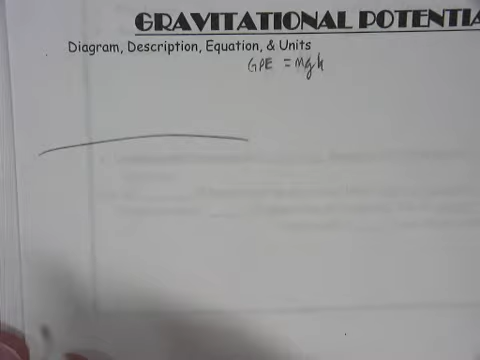 GRAVITATIONAL POTENTIA
Diagram, Description, Equation, & Units
GPE = mgh